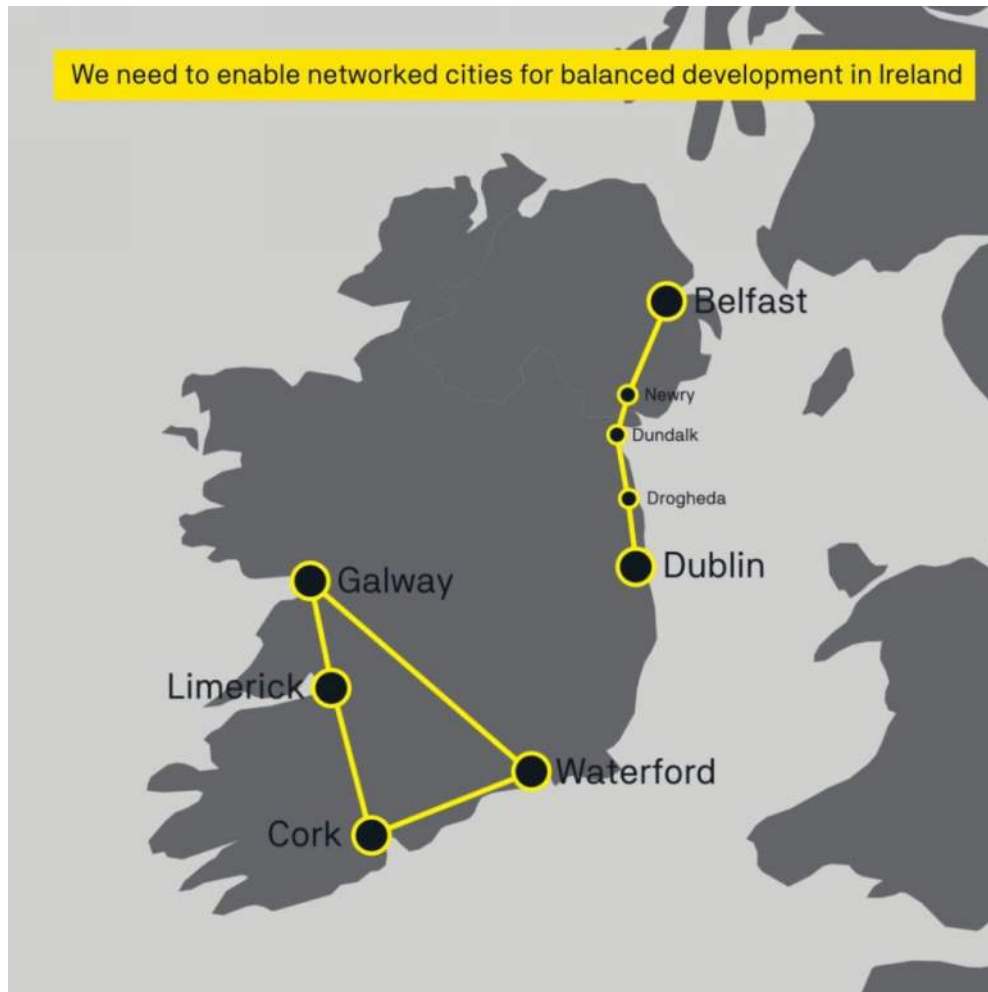 We need to enable networked cities for balanced development in Ireland
Belfast
Newry
Dundalk
Drogheda
Dublin
Galway
Limerick
Waterford
Cork